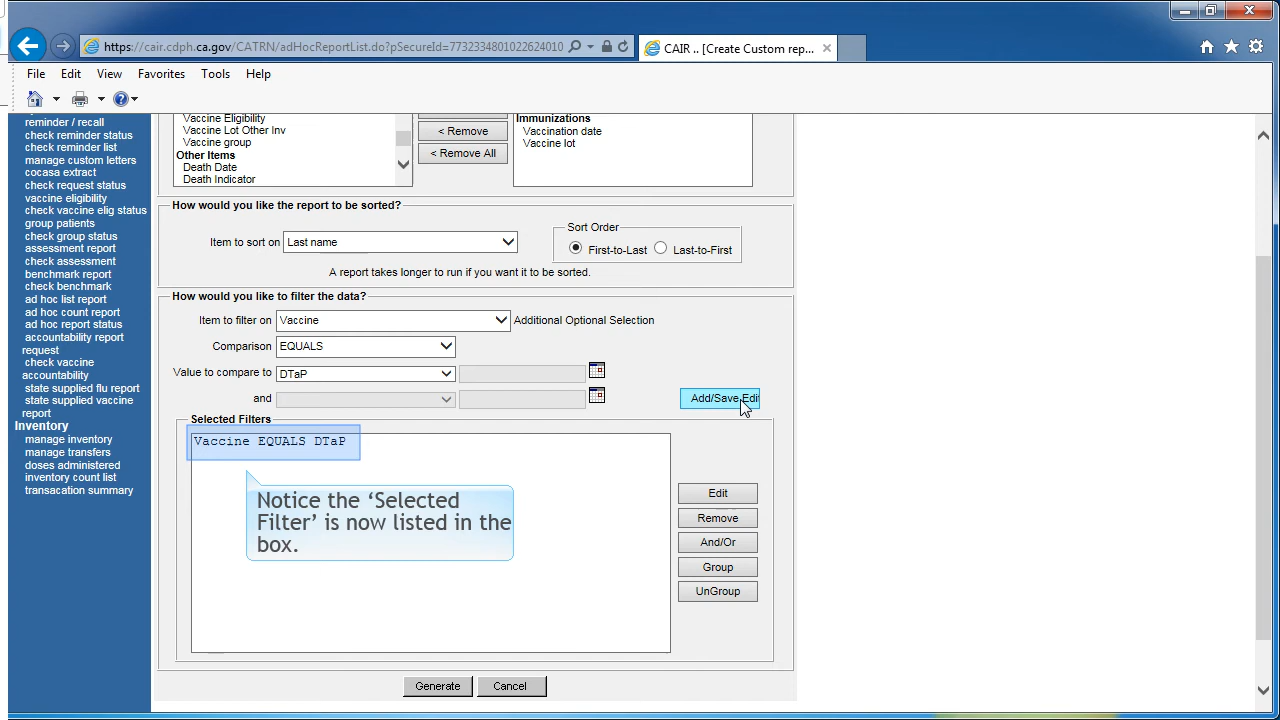 https://cair.cdph.ca.gov/CATRN/adHocReportList.do?pSecureId=7732334801022624010
CAIR .. [Create Custom rep...
File Edit View Favorites Tools Help
reminder / recall
check reminder status
check reminder list
manage custom letters
cocasa extract
check request status
vaccine eligibility
check vaccine elig status
group patients
check group status
assessment report
check assessment
benchmark report
check benchmark
ad hoc list report
ad hoc count report
ad hoc report status
accountability report
request
check vaccine
accountability
state supplied flu report
state supplied vaccine
report
Inventory
manage inventory
manage transfers
doses administered
inventory count list
transacation summary
Vaccine Eligibility
Vaccine Lot Other Inv
Vaccine group
Other Items
Death Date
Death Indicator
< Remove
< Remove All
Immunizations
Vaccination date
Vaccine lot
How would you like the report to be sorted?
Item to sort on Last name
Sort Order
First-to-Last Last-to-First
A report takes longer to run if you want it to be sorted.
How would you like to filter the data?
Item to filter on Vaccine Additional Optional Selection
Comparison EQUALS
Value to compare to DTaP
and
Add/Save Edit
Selected Filters
Vaccine EQUALS DTaP
Notice the ‘Selected
Filter’ is now listed in the
box.
Edit
Remove
And/Or
Group
UnGroup
Generate Cancel